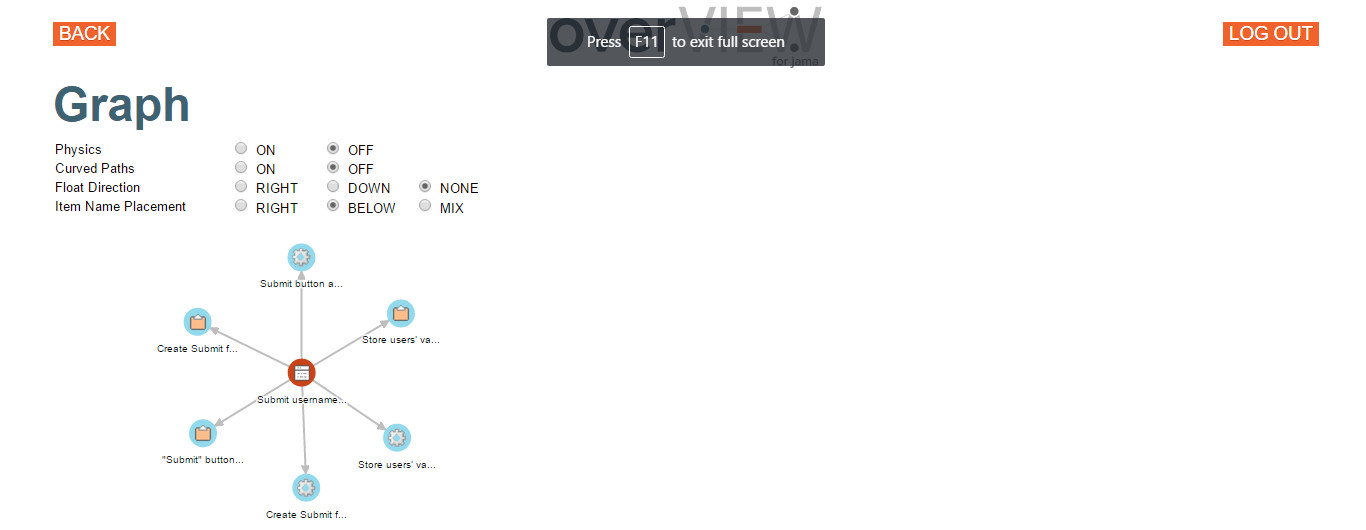 BACK
over VIEW
for jama
Press F11 to exit full screen
LOG OUT
Graph
Physics ON OFF
Curved Paths ON OFF
Float Direction RIGHT DOWN NONE
Item Name Placement RIGHT BELOW MIX
Submit button a...
Store users' va...
Create Submit f...
Submit username...
"Submit" button...
Store users' va...
Create Submit f...